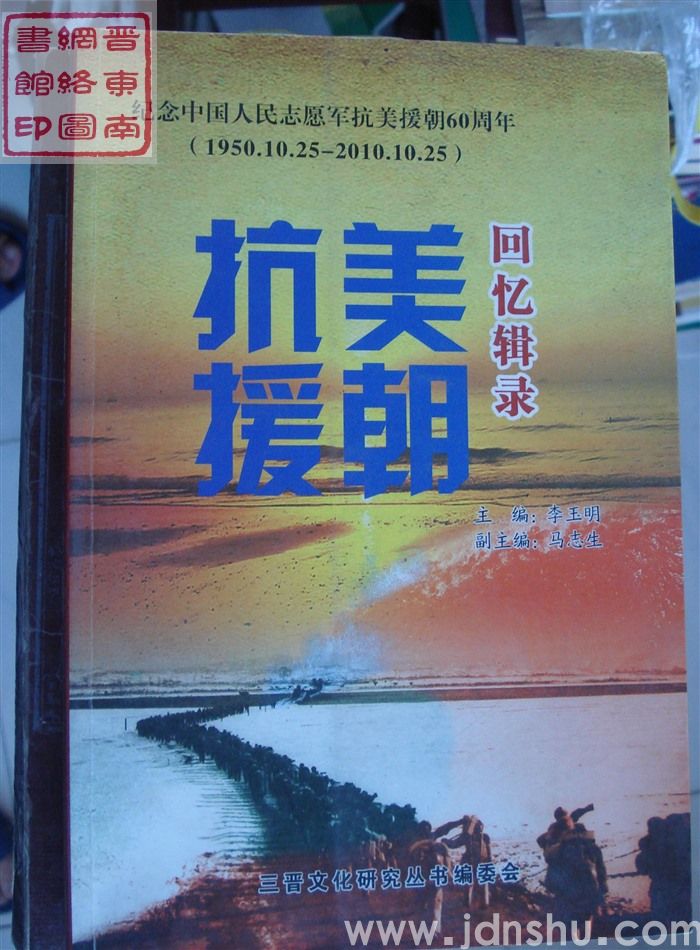 晋东南
網络圖
書館印
纪念中国人民志愿军抗美援朝60周年
(1950.10.25-2010.10.25)
抗美
援朝
回忆辑录
主 编：李玉明
副主编：马志生
三晋文化研究丛书编委会
www.jdnshu.com